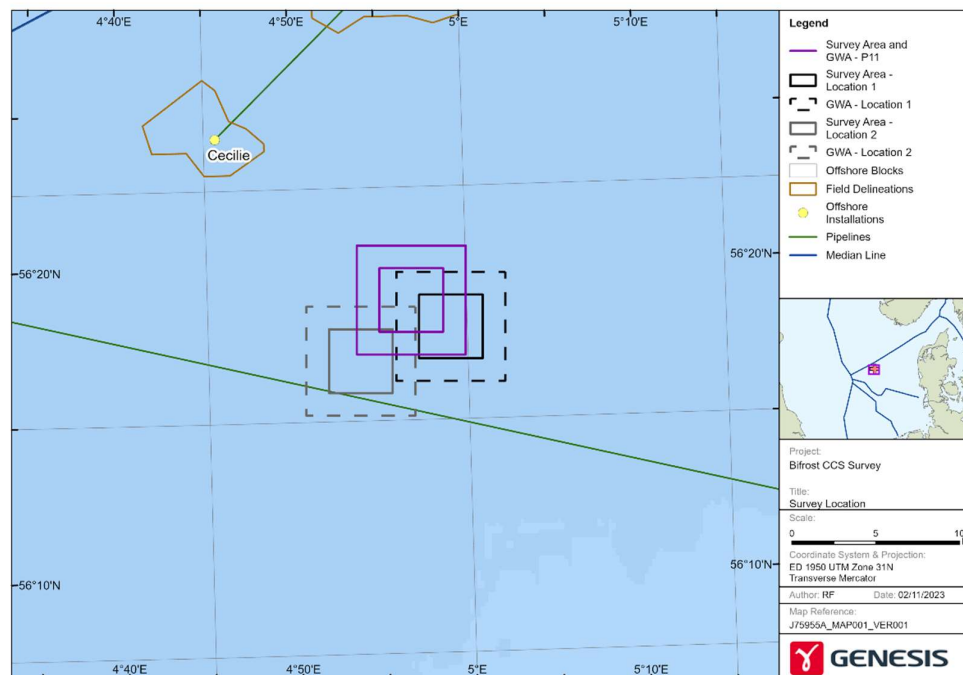 4°40'E
4°50'E
5°E
5°10'E
Cecilie
56°20'N
56°20'N
56°10'N
56°10'N
4°40'E
4°50'E
5°E
5°10'E
Legend
Survey Area and
GWA - P11
Survey Area -
Location 1
GWA - Location 1
Survey Area -
Location 2
GWA - Location 2
Offshore Blocks
Field Delineations
Offshore
Installations
Pipelines
Median Line
Project:
Bifrost CCS Survey
Title:
Survey Location
Scale:
0 5 10
Coordinate System & Projection:
ED 1950 UTM Zone 31N
Transverse Mercator
Author: RF Date: 02/11/2023
Map Reference:
J75955A_MAP001_VER001
GENESIS